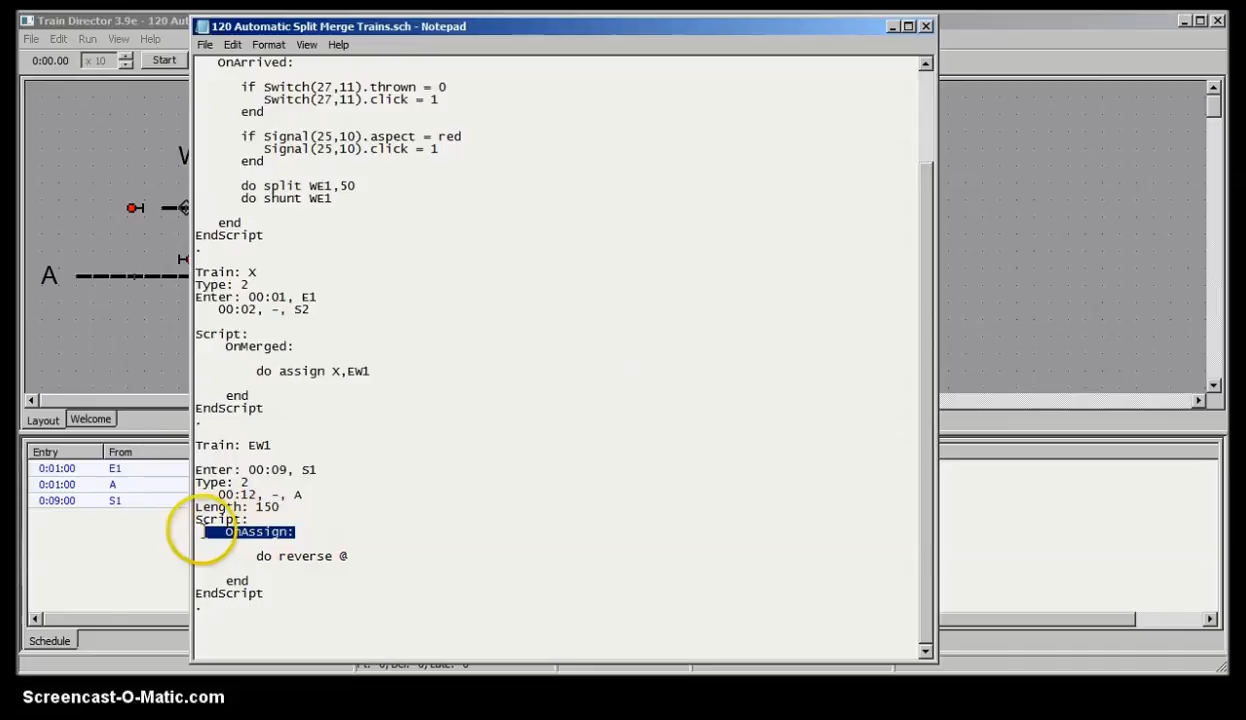 Train Director 3.9e - 120 Au
120 Automatic Split Merge Trains.sch - Notepad
File Edit Run View Help
File Edit Format View Help
0:00.00 x 10 Start
OnArrived:
if Switch(27,11).thrown = 0
Switch(27,11).click = 1
end
if Signal(25,10).aspect = red
Signal(25,10).click = 1
end
do split WE1,50
do shunt WE1
end
EndScript
.
Train: X
Type: 2
Enter: 00:01, E1
00:02, -, S2
Script:
OnMerged:
do assign X,EW1
end
EndScript
.
Train: EW1
Enter: 00:09, S1
Type: 2
00:12, -, A
Length: 150
Script:
OnAssign:
do reverse @
end
EndScript
.
W
A
Layout Welcome
Entry From
0:01:00 E1
0:01:00 A
0:09:00 S1
Schedule
Screencast-O-Matic.com